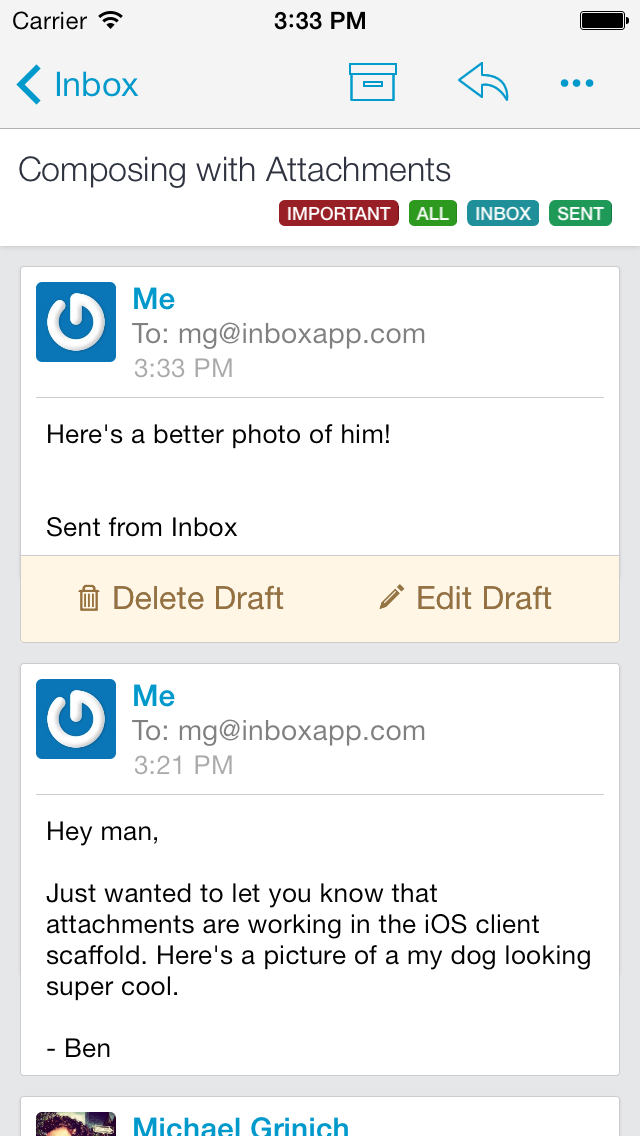 Carrier 3:33 PM
Inbox
Composing with Attachments
IMPORTANT ALL INBOX SENT
Me
To: mg@inboxapp.com
3:33 PM
Here's a better photo of him!
Sent from Inbox
Delete Draft Edit Draft
Me
To: mg@inboxapp.com
3:21 PM
Hey man,
Just wanted to let you know that
attachments are working in the iOS client
scaffold. Here's a picture of a my dog looking
super cool.
- Ben
Michael Grinich